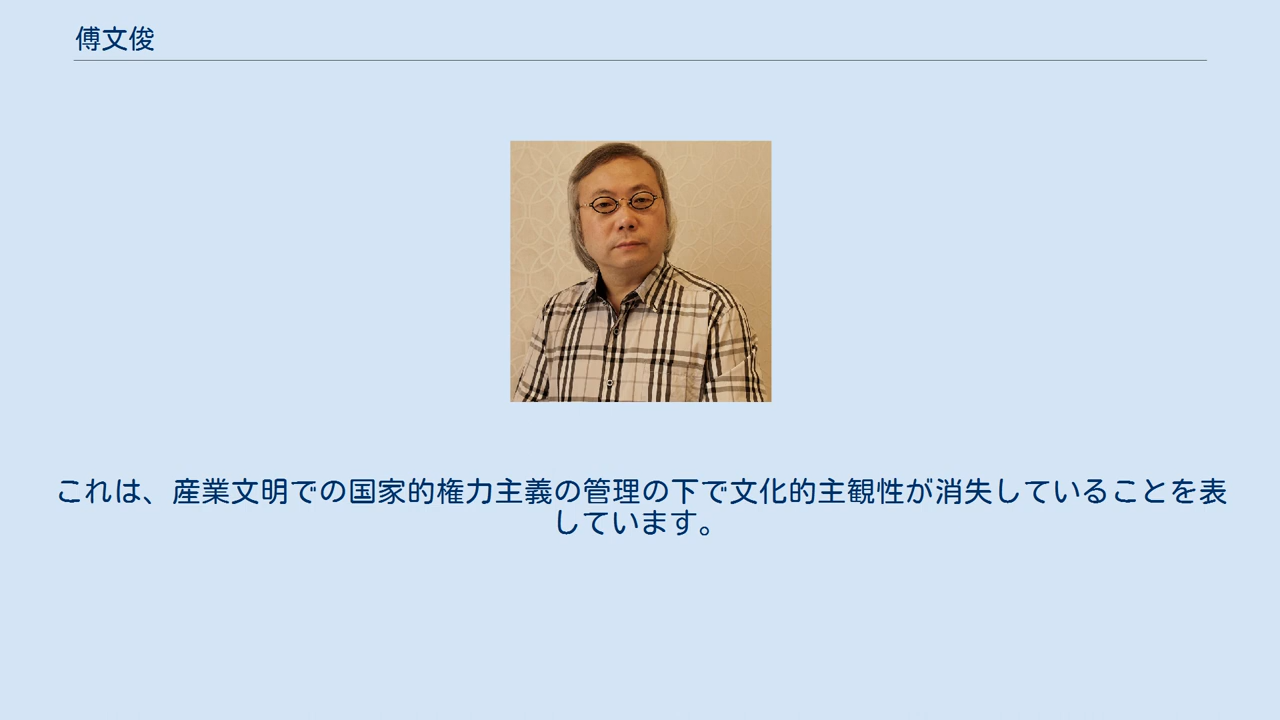 傅文俊
これは、産業文明での国家的権力主義の管理の下で文化的主観性が消失していることを表
しています。